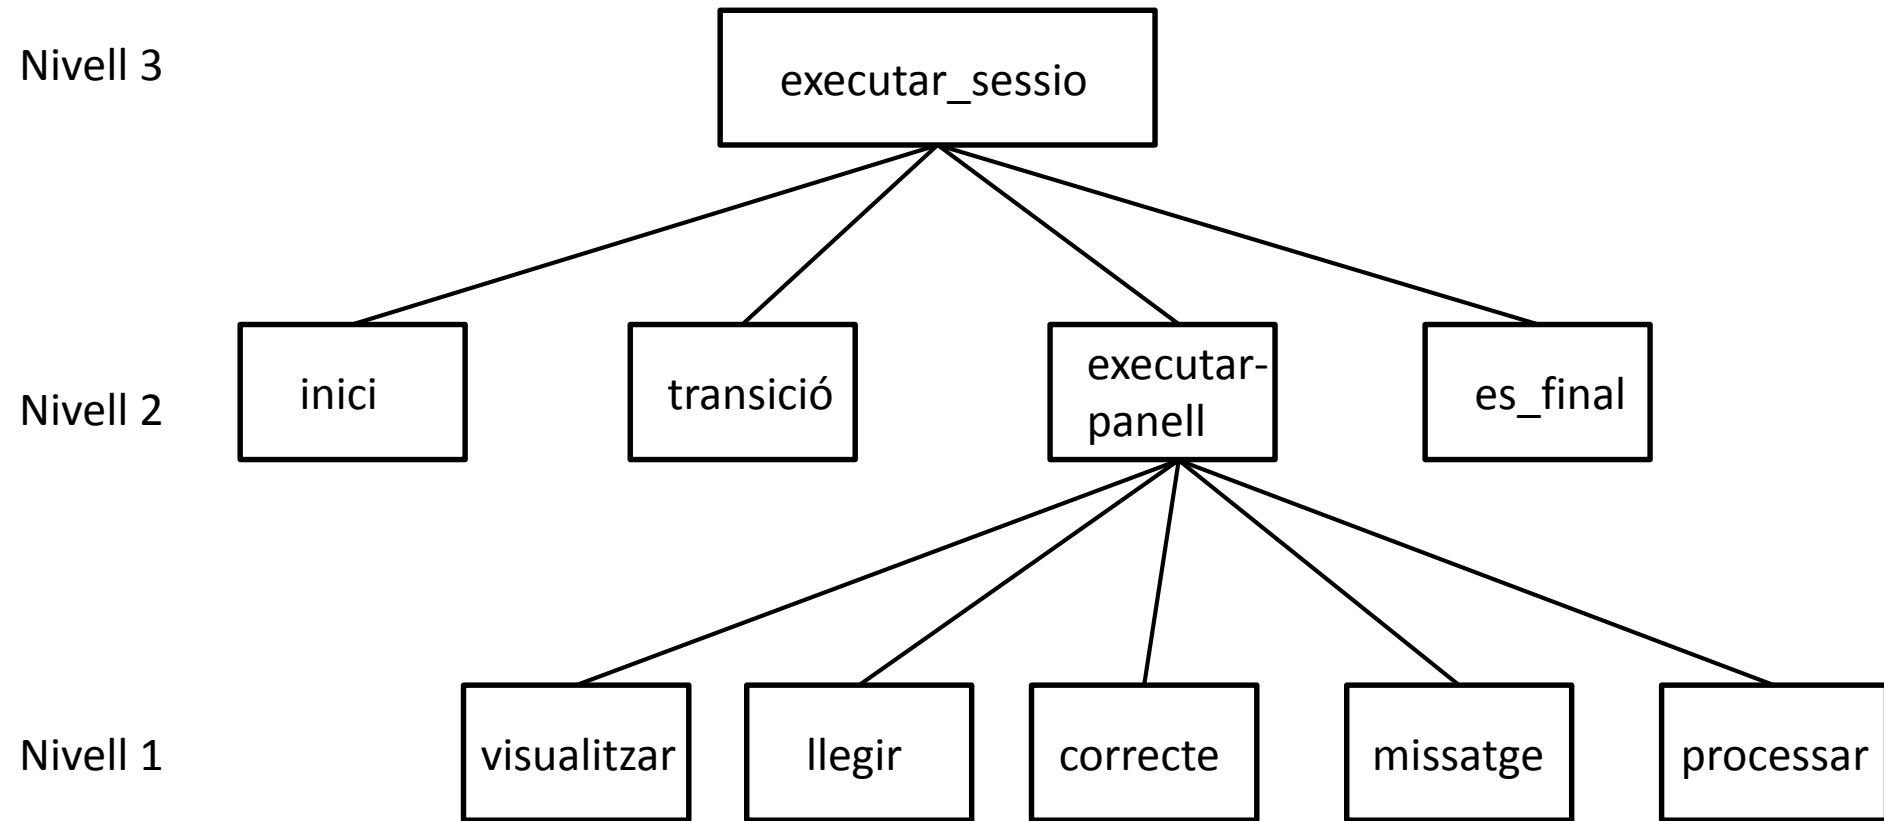 Nivell 3
executar_sessio
Nivell 2
inici
transició
executar-
panell
es_final
Nivell 1
visualitzar
llegir
correcte
missatge
processar